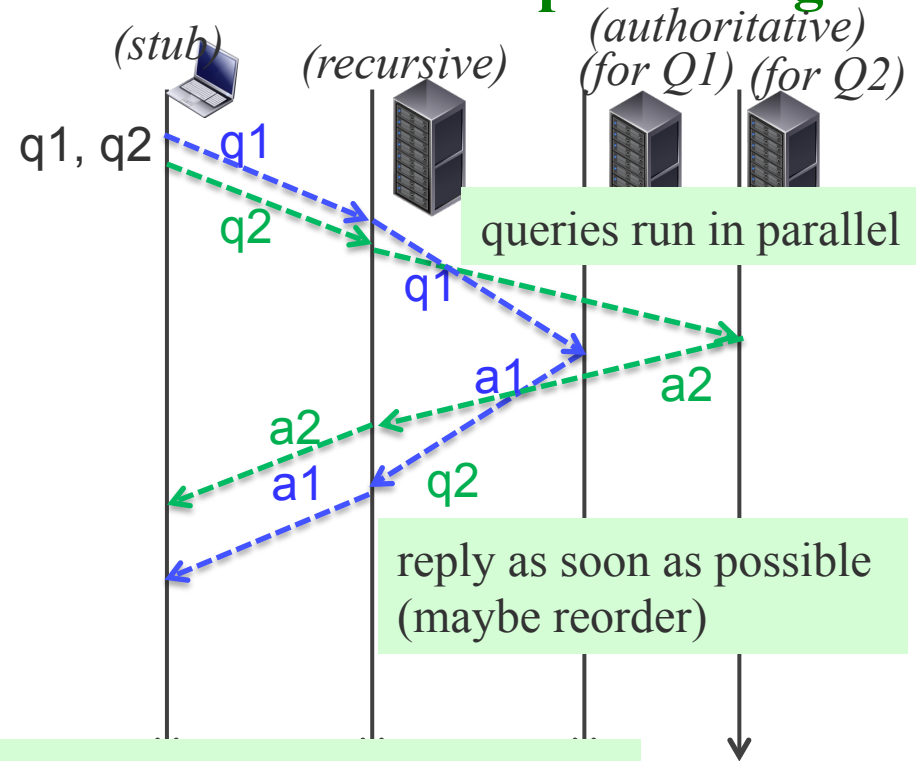 (stub)
(recursive)
(authoritative)
(for Q1) (for Q2)
q1, q2
q1
q2
queries run in parallel
q1
a1
a2
a2
a1
q2
reply as soon as possible
(maybe reorder)